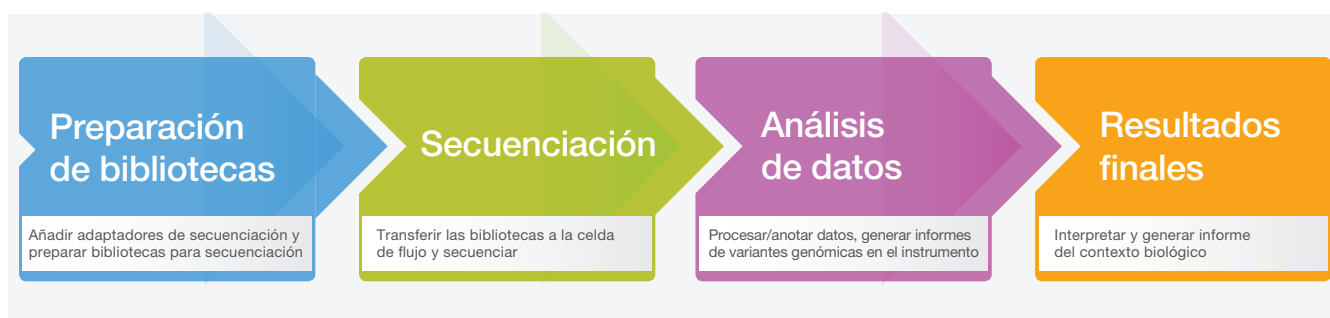 Preparación
de bibliotecas
Añadir adaptadores de secuenciación y
preparar bibliotecas para secuenciación
Secuenciación
Transferir las bibliotecas a la celda
de flujo y secuenciar
Análisis
de datos
Procesar/anotar datos, generar informes
de variantes genómicas en el instrumento
Resultados
finales
Interpretar y generar informe
del contexto biológico